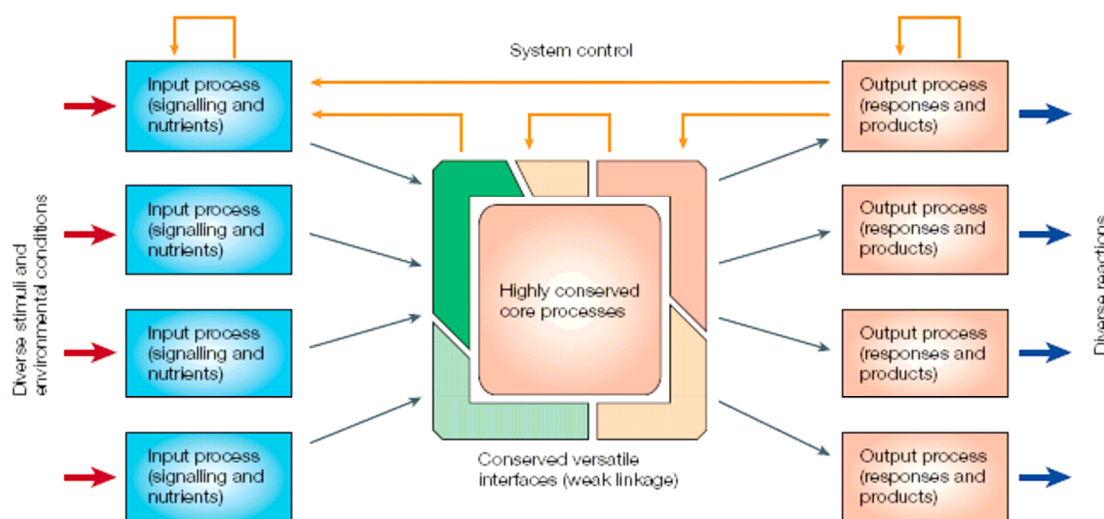 System control
Input process
(signalling and
nutrients)
Output process
(responses and
products)
Input process
(signalling and
nutrients)
Output process
(responses and
products)
Diverse stimuli and
environmental conditions
Highly conserved
core processes
Diverse reactions
Input process
(signalling and
nutrients)
Output process
(responses and
products)
Input process
(signalling and
nutrients)
Conserved versatile
interfaces (weak linkage)
Output process
(responses and
products)